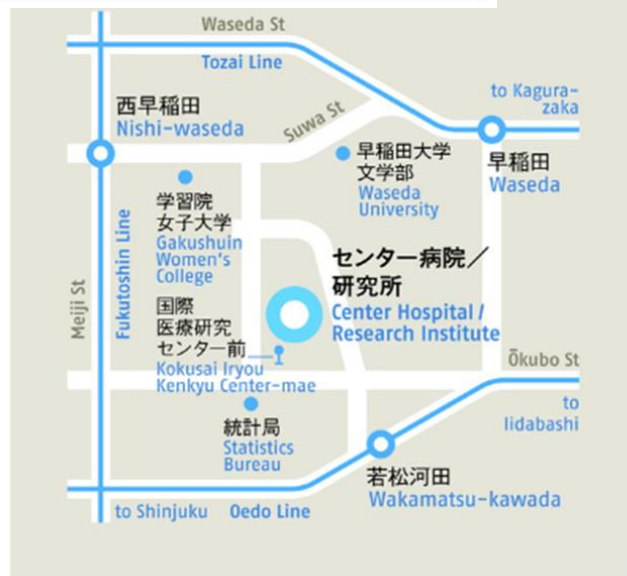 Waseda St
Tozai Line
to Kagura-
zaka
西早稲田
Nishi-waseda
Suwa St
早稲田大学
文学部
Waseda
University
早稲田
Waseda
学習院
女子大学
Gakushuin
Women's
College
Fukutoshin Line
Meiji St
センター病院／
研究所
Center Hospital /
Research Institute
国際
医療研究
センター前
Kokusai Iryou
Kenkyu Center-mae
Ōkubo St
to
Iidabashi
統計局
Statistics
Bureau
若松河田
Wakamatsu-kawada
to Shinjuku
Oedo Line